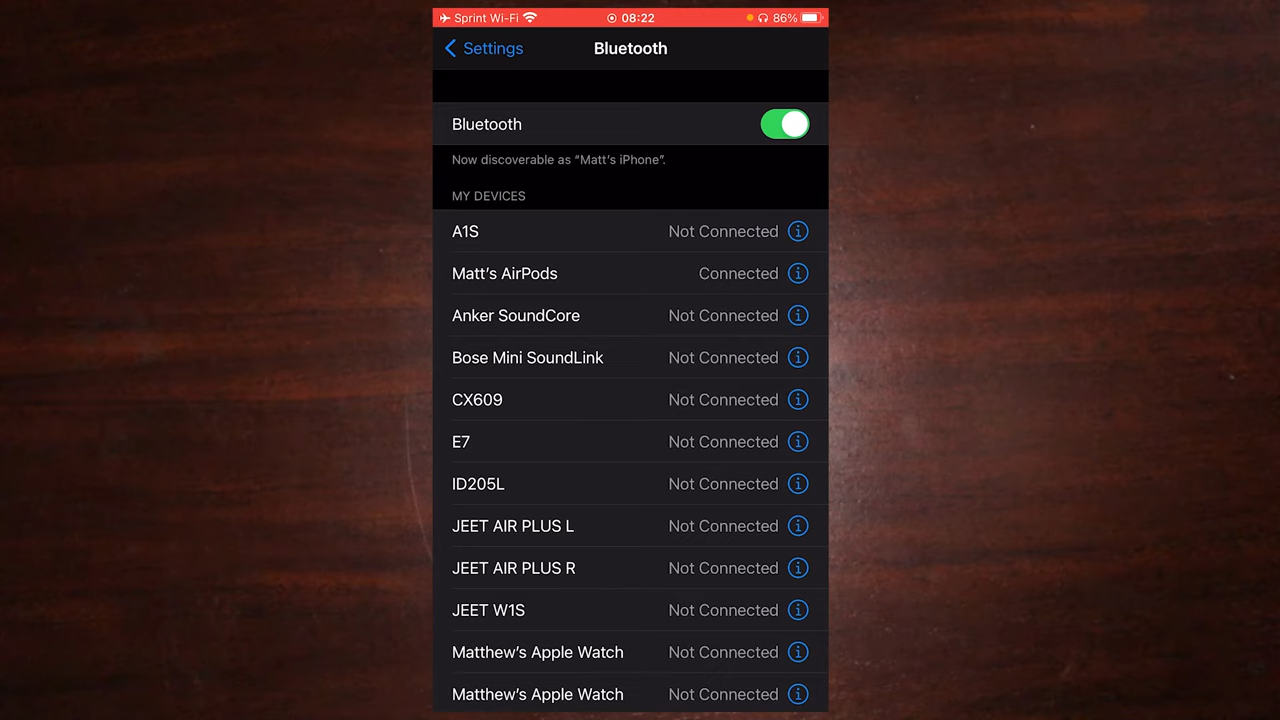 Sprint Wi-Fi 08:22 86%
Settings Bluetooth
Bluetooth
Now discoverable as “Matt’s iPhone”.
MY DEVICES
A1S Not Connected
Matt’s AirPods Connected
Anker SoundCore Not Connected
Bose Mini SoundLink Not Connected
CX609 Not Connected
E7 Not Connected
ID205L Not Connected
JEET AIR PLUS L Not Connected
JEET AIR PLUS R Not Connected
JEET W1S Not Connected
Matthew’s Apple Watch Not Connected
Matthew’s Apple Watch Not Connected